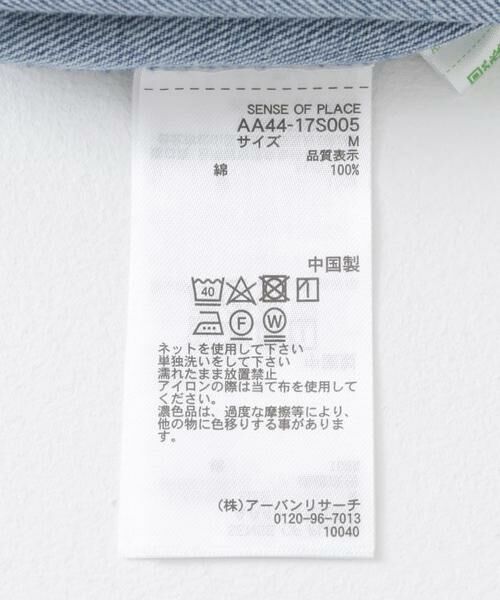 SENSE OF PLACE
AA44-17S005
サイズ M
品質表示
綿 100%
中国製
40
F W
ネットを使用して下さい
単独洗いをして下さい
濡れたまま放置禁止
アイロンの際は当て布を使用して
ください。
濃色品は、過度な摩擦等により、
他の物に色移りする事がありま
す。
(株)アーバンリサーチ
0120-96-7013
10040